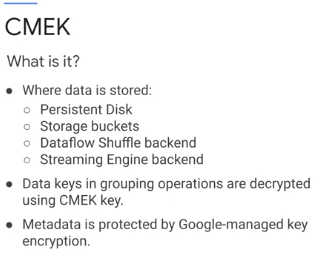 CMEK
What is it?
● Where data is stored:
○ Persistent Disk
○ Storage buckets
○ Dataflow Shuffle backend
○ Streaming Engine backend
● Data keys in grouping operations are decrypted
using CMEK key.
● Metadata is protected by Google-managed key
encryption.